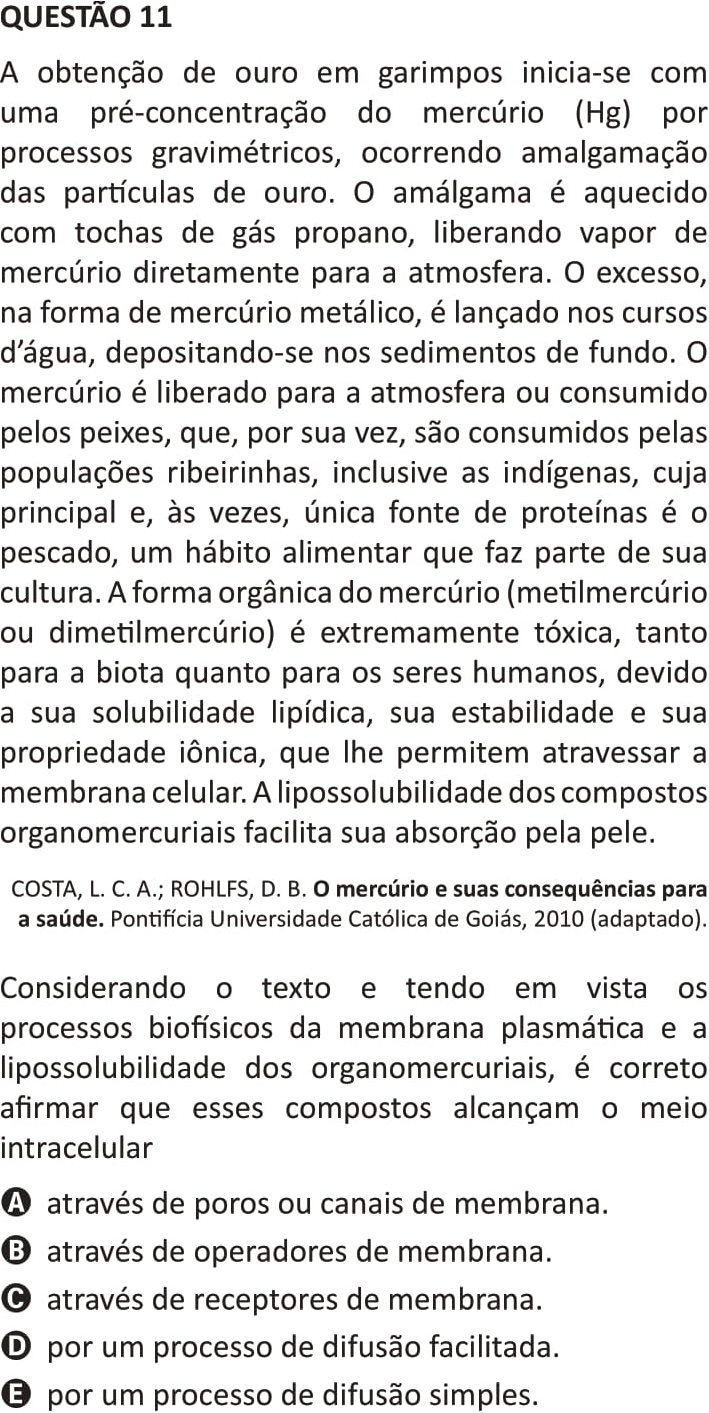 QUESTÃO 11
A obtenção de ouro em garimpos inicia-se com
uma pré-concentração do mercúrio (Hg) por
processos gravimétricos, ocorrendo amalgamação
das partículas de ouro. O amálgama é aquecido
com tochas de gás propano, liberando vapor de
mercúrio diretamente para a atmosfera. O excesso,
na forma de mercúrio metálico, é lançado nos cursos
d’água, depositando-se nos sedimentos de fundo. O
mercúrio é liberado para a atmosfera ou consumido
pelos peixes, que, por sua vez, são consumidos pelas
populações ribeirinhas, inclusive as indígenas, cuja
principal e, às vezes, única fonte de proteínas é o
pescado, um hábito alimentar que faz parte de sua
cultura. A forma orgânica do mercúrio (metilmercúrio
ou dimetilmercúrio) é extremamente tóxica, tanto
para a biota quanto para os seres humanos, devido
a sua solubilidade lipídica, sua estabilidade e sua
propriedade iônica, que lhe permitem atravessar a
membrana celular. A lipossolubilidade dos compostos
organomercuriais facilita sua absorção pela pele.
COSTA, L. C. A.; ROHLFS, D. B. O mercúrio e suas consequências para
a saúde. Pontifícia Universidade Católica de Goiás, 2010 (adaptado).
Considerando o texto e tendo em vista os
processos biofísicos da membrana plasmática e a
lipossolubilidade dos organomercuriais, é correto
afirmar que esses compostos alcançam o meio
intracelular
A através de poros ou canais de membrana.
B através de operadores de membrana.
C através de receptores de membrana.
D por um processo de difusão facilitada.
E por um processo de difusão simples.